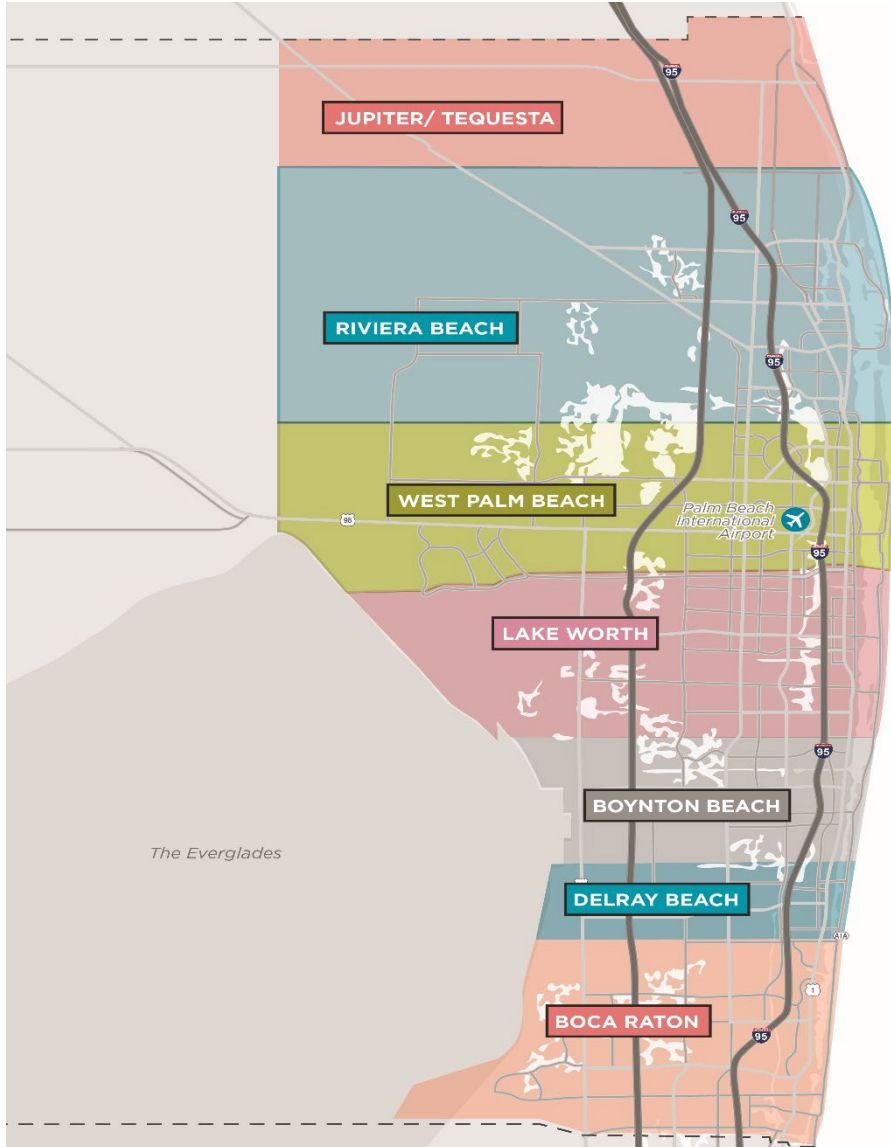 95
JUPITER/ TEQUESTA
95
RIVIERA BEACH
95
WEST PALM BEACH
98
Palm Beach
International
Airport
95
LAKE WORTH
95
BOYNTON BEACH
The Everglades
DELRAY BEACH
A1A
1
BOCA RATON
95